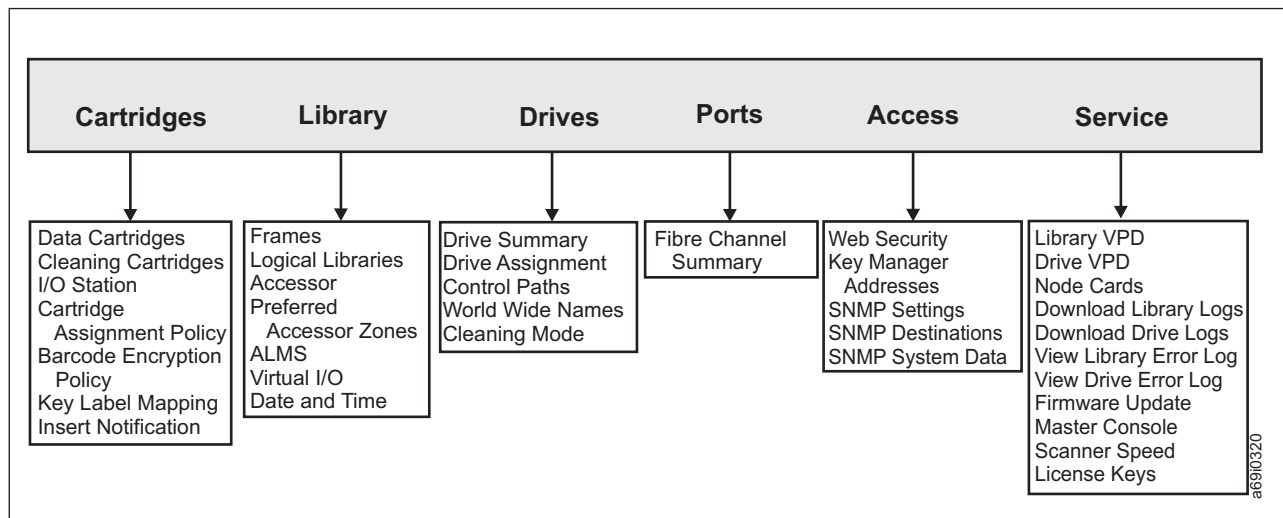 Cartridges
Library
Drives
Ports
Access
Service
Data Cartridges
Cleaning Cartridges
I/O Station
Cartridge
Assignment Policy
Barcode Encryption
Policy
Key Label Mapping
Insert Notification
Frames
Logical Libraries
Accessor
Preferred
Accessor Zones
ALMS
Virtual I/O
Date and Time
Drive Summary
Drive Assignment
Control Paths
World Wide Names
Cleaning Mode
Fibre Channel
Summary
Web Security
Key Manager
Addresses
SNMP Settings
SNMP Destinations
SNMP System Data
Library VPD
Drive VPD
Node Cards
Download Library Logs
Download Drive Logs
View Library Error Log
View Drive Error Log
Firmware Update
Master Console
Scanner Speed
License Keys
a69i0320